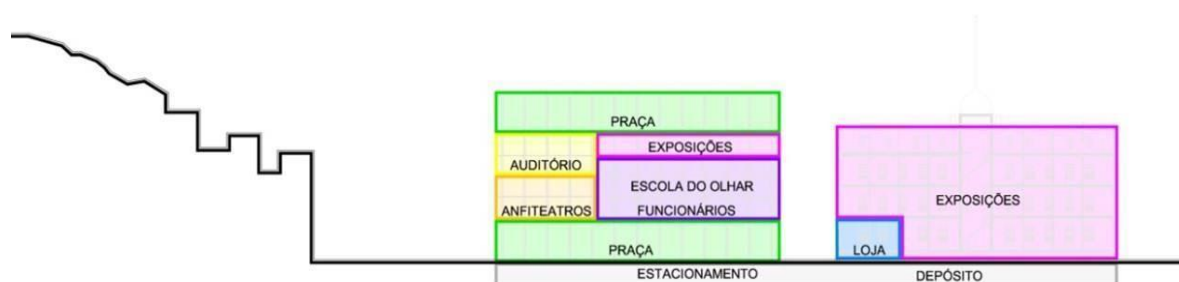 PRAÇA
AUDITÓRIO
EXPOSIÇÕES
ANFITEATROS
ESCOLA DO OLHAR
FUNCIONÁRIOS
PRAÇA
EXPOSIÇÕES
LOJA
ESTACIONAMENTO
DEPÓSITO